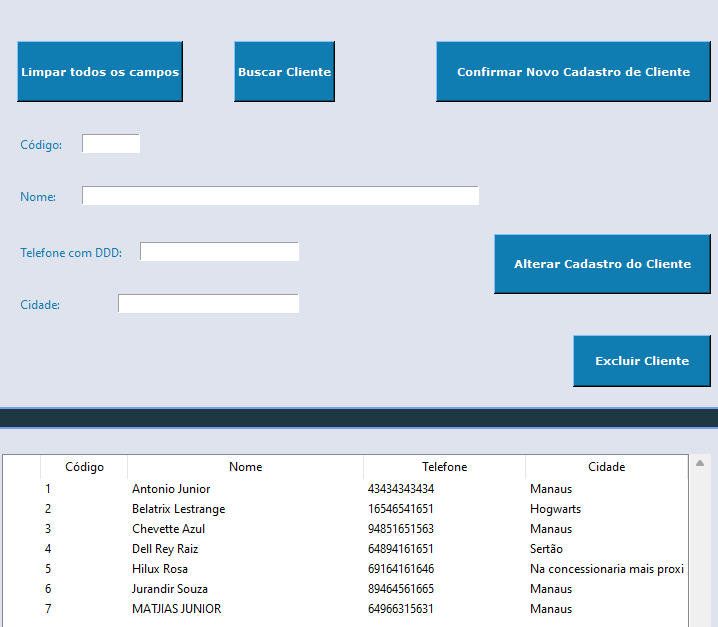 Limpar todos os campos Buscar Cliente Confirmar Novo Cadastro de Cliente
Código:
Nome:
Telefone com DDD:
Alterar Cadastro do Cliente
Cidade:
Excluir Cliente
Código Nome Telefone Cidade
1 Antonio Junior 43434343434 Manaus
2 Belatrix Lestrange 16546541651 Hogwarts
3 Chevette Azul 94851651563 Manaus
4 Dell Rey Raiz 64894161651 Sertão
5 Hilux Rosa 69164161646 Na concessionaria mais proxi
6 Jurandir Souza 89464561665 Manaus
7 MATJIAS JUNIOR 64966315631 Manaus